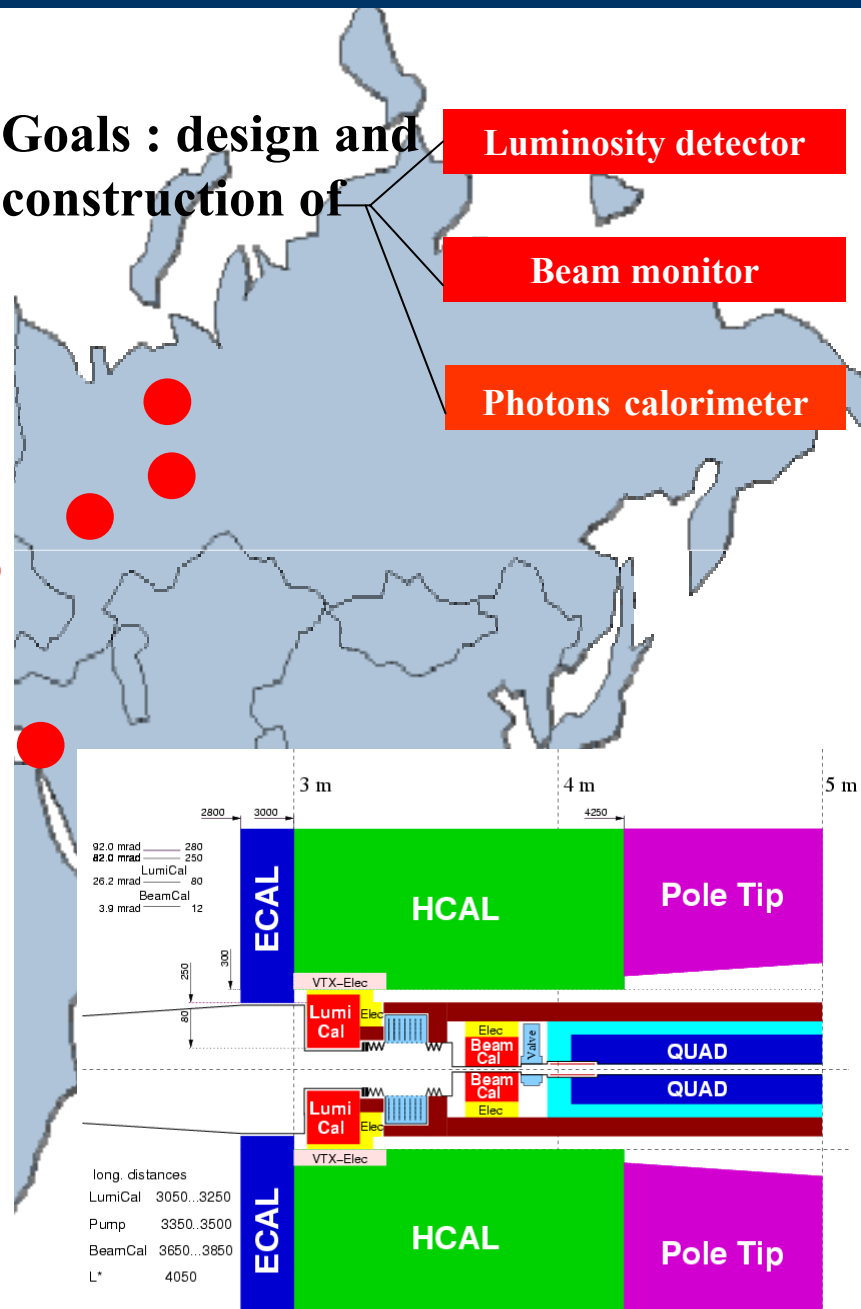 Goals : design and
construction of
Luminosity detector
Beam monitor
Photons calorimeter
3 m
4 m
5 m
2800
3000
4250
92.0 mrad 280
82.0 mrad 250
LumiCal
26.2 mrad 80
BeamCal
3.9 mrad 12
ECAL
HCAL
Pole Tip
300
250
80
VTX–Elec
Lumi
Cal
Elec
Elec
Beam
Cal
Valve
QUAD
Beam
Cal
Elec
QUAD
Lumi
Cal
Elec
VTX–Elec
long. distances
LumiCal 3050...3250
Pump 3350..3500
BeamCal 3650...3850
L* 4050
ECAL
HCAL
Pole Tip